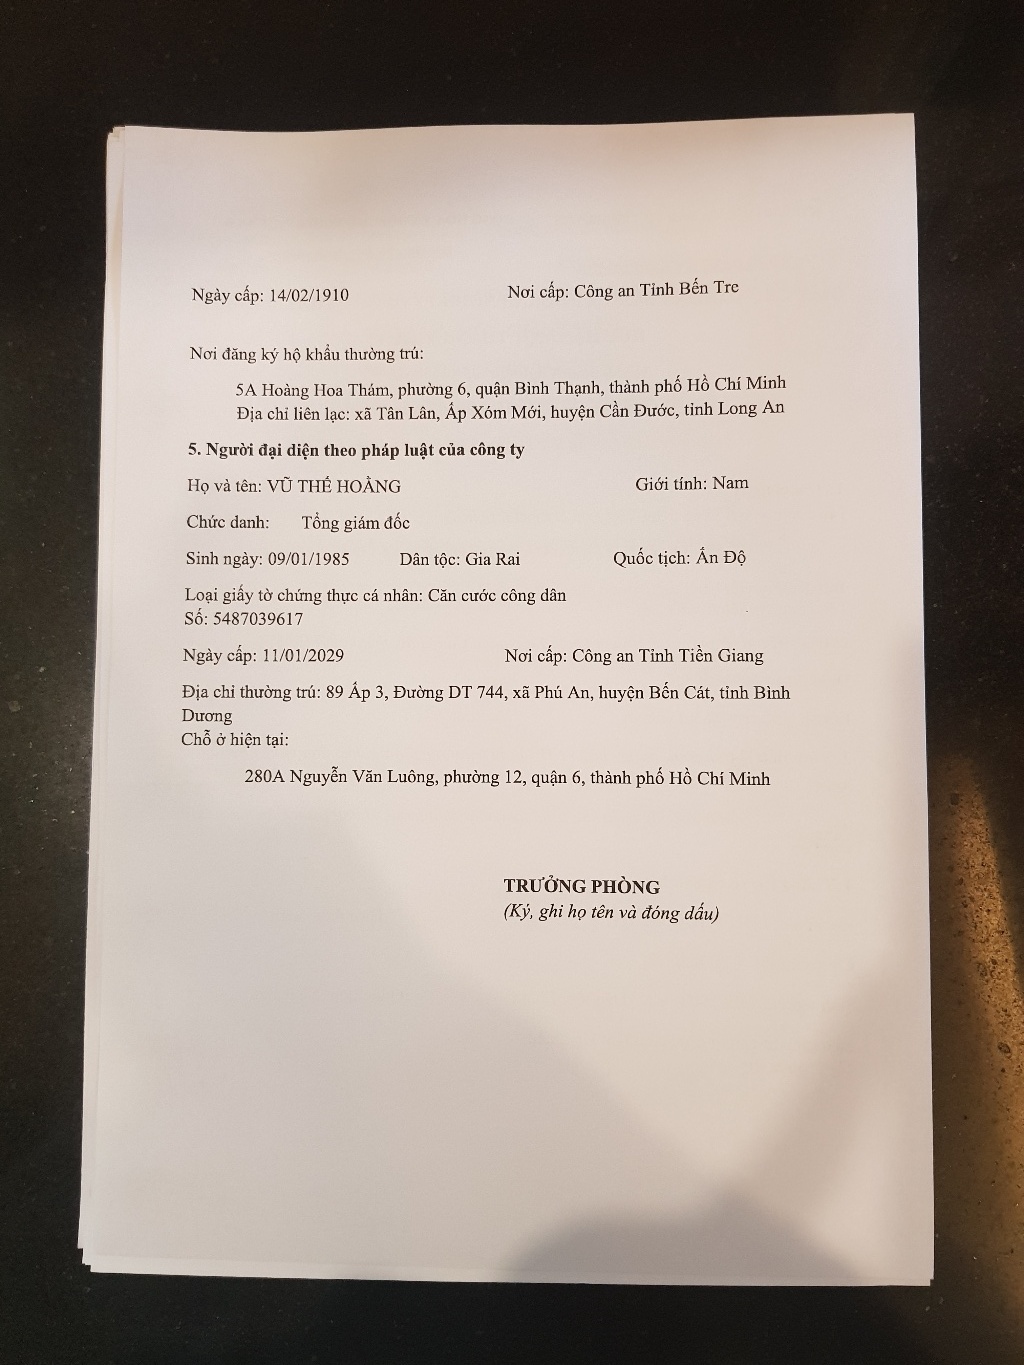 Ngày cấp: 14/02/1910 Nơi cấp: Công an Tỉnh Bến Tre
Nơi đăng ký hộ khẩu thường trú:
5A Hoàng Hoa Thám, phường 6, quận Bình Thạnh, thành phố Hồ Chí Minh
Địa chỉ liên lạc: xã Tân Lân, Ấp Xóm Mới, huyện Cần Đước, tỉnh Long An
5. Người đại diện theo pháp luật của công ty
Họ và tên: VŨ THẾ HOẰNG Giới tính: Nam
Chức danh: Tổng giám đốc
Sinh ngày: 09/01/1985 Dân tộc: Gia Rai Quốc tịch: Ấn Độ
Loại giấy tờ chứng thực cá nhân: Căn cước công dân
Số: 5487039617
Ngày cấp: 11/01/2029 Nơi cấp: Công an Tỉnh Tiền Giang
Địa chỉ thường trú: 89 Ấp 3, Đường DT 744, xã Phú An, huyện Bến Cát, tỉnh Bình
Dương
Chỗ ở hiện tại:
280A Nguyễn Văn Luông, phường 12, quận 6, thành phố Hồ Chí Minh
TRƯỞNG PHÒNG
(Ký, ghi họ tên và đóng dấu)